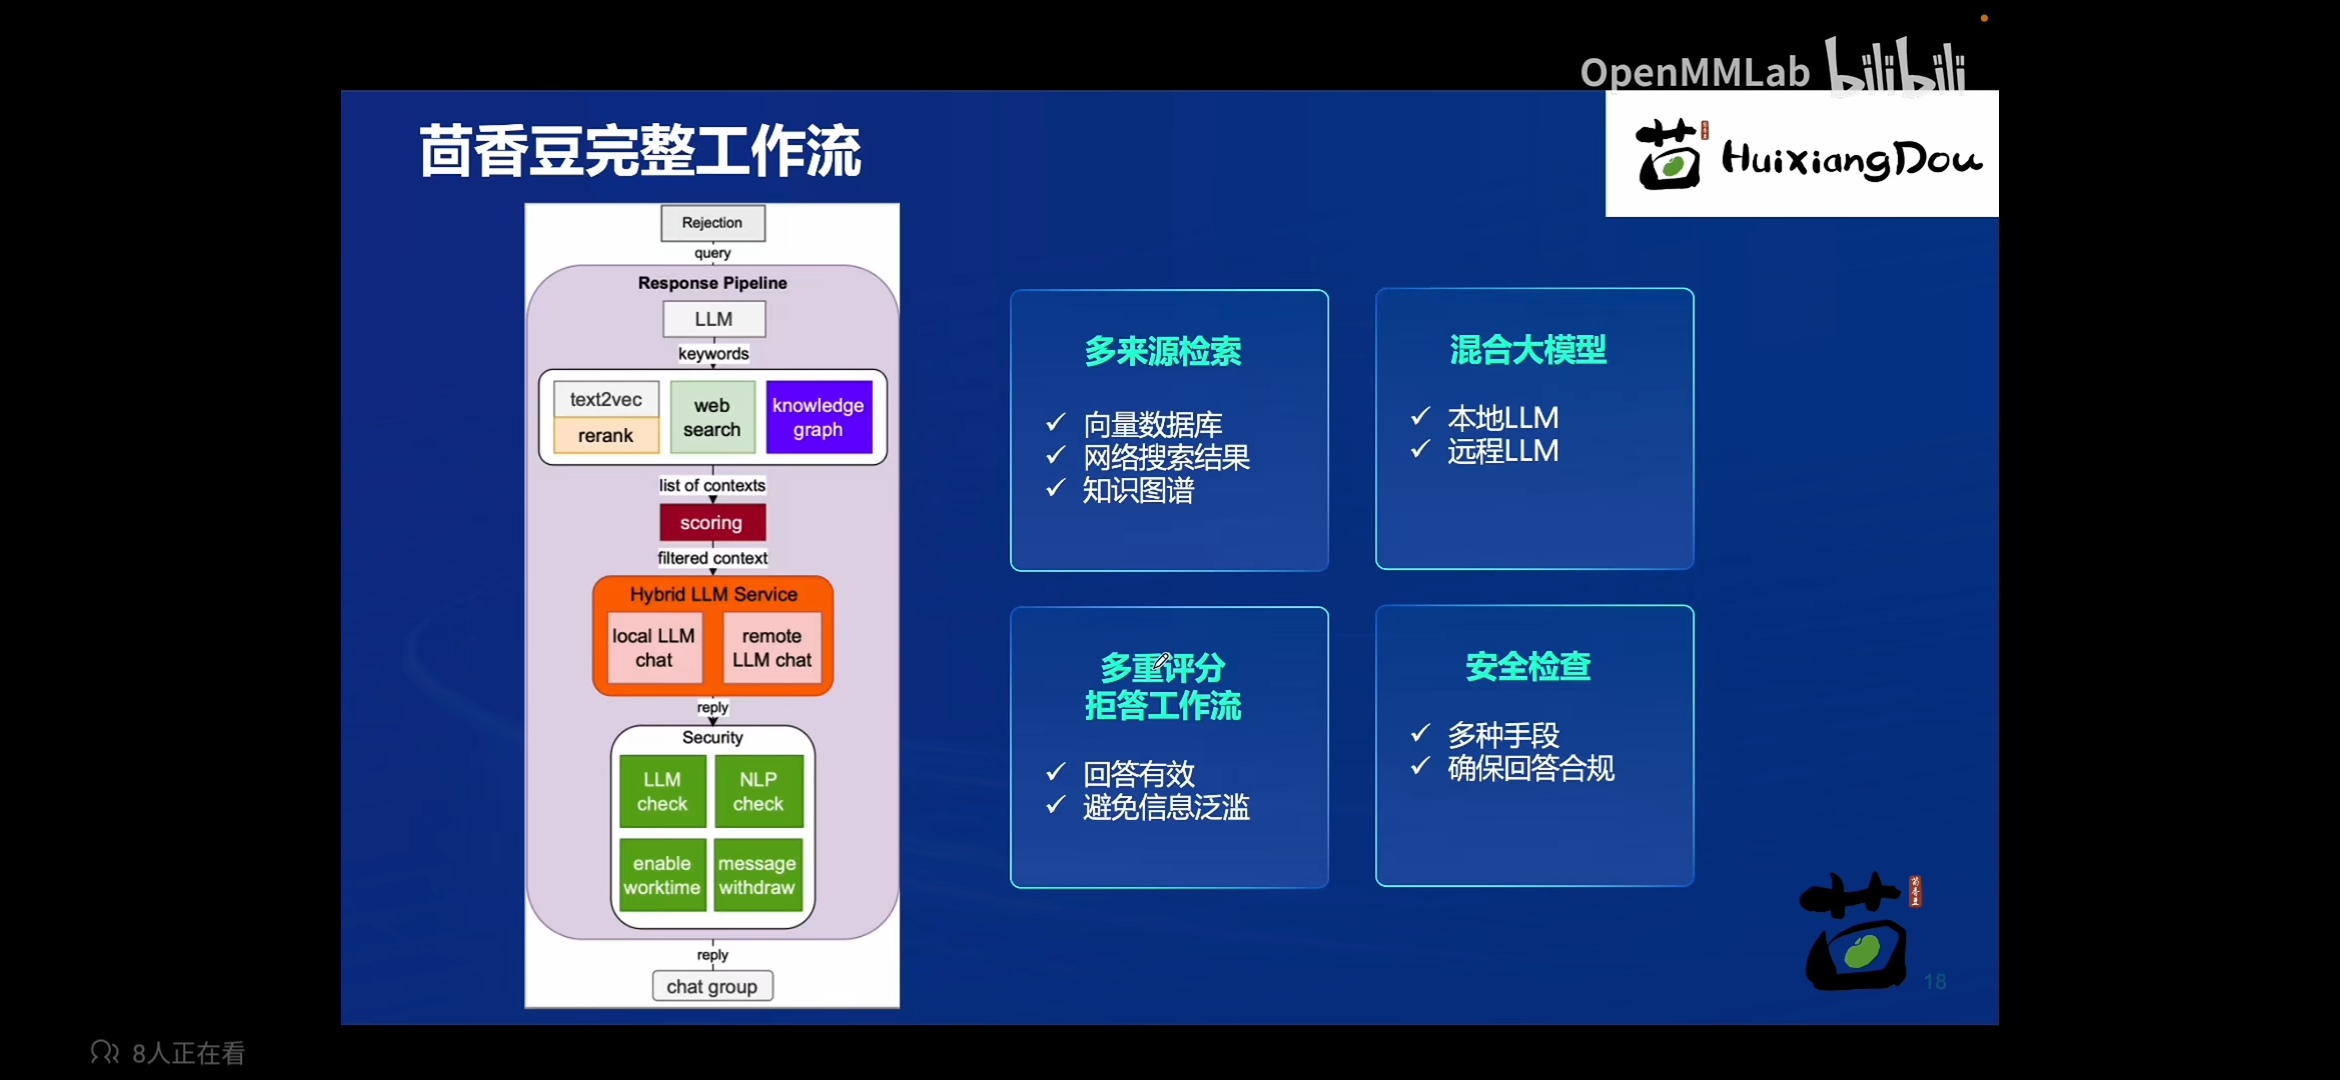 OpenMMLab bilibili
茴香豆完整工作流
茴 HuixiangDou
Rejection
query
Response Pipeline
LLM
keywords
text2vec
rerank
web
search
knowledge
graph
list of contexts
scoring
filtered context
Hybrid LLM Service
local LLM
chat
remote
LLM chat
reply
Security
LLM
check
NLP
check
enable
worktime
message
withdraw
reply
chat group
多来源检索
✓ 向量数据库
✓ 网络搜索结果
✓ 知识图谱
混合大模型
✓ 本地LLM
✓ 远程LLM
多重评分
拒答工作流
✓ 回答有效
✓ 避免信息泛滥
安全检查
✓ 多种手段
✓ 确保回答合规
茴
茴香豆
18
8人正在看